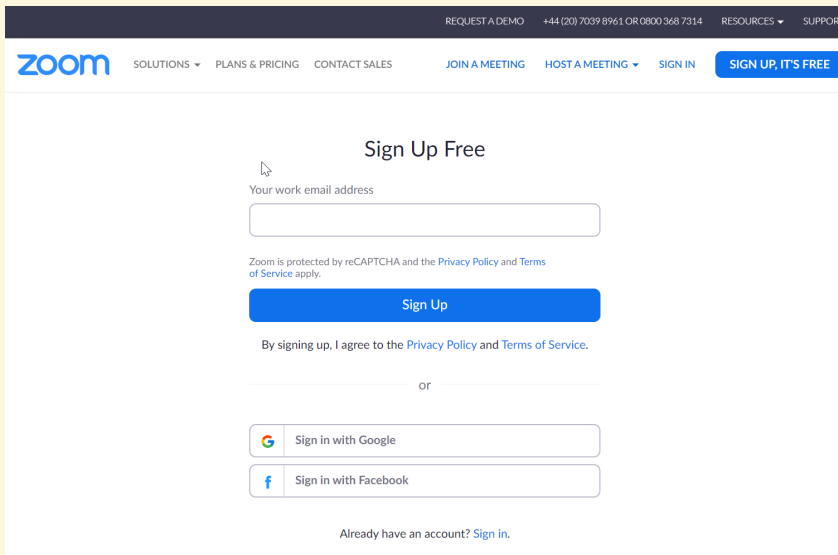 REQUEST A DEMO +44 (20) 7039 8961 OR 0800 368 7314 RESOURCES SUPPOR
zoom SOLUTIONS PLANS & PRICING CONTACT SALES JOIN A MEETING HOST A MEETING SIGN IN SIGN UP, IT'S FREE
Sign Up Free
Your work email address
Zoom is protected by reCAPTCHA and the Privacy Policy and Terms
of Service apply.
Sign Up
By signing up, I agree to the Privacy Policy and Terms of Service.
or
Sign in with Google
Sign in with Facebook
Already have an account? Sign in.